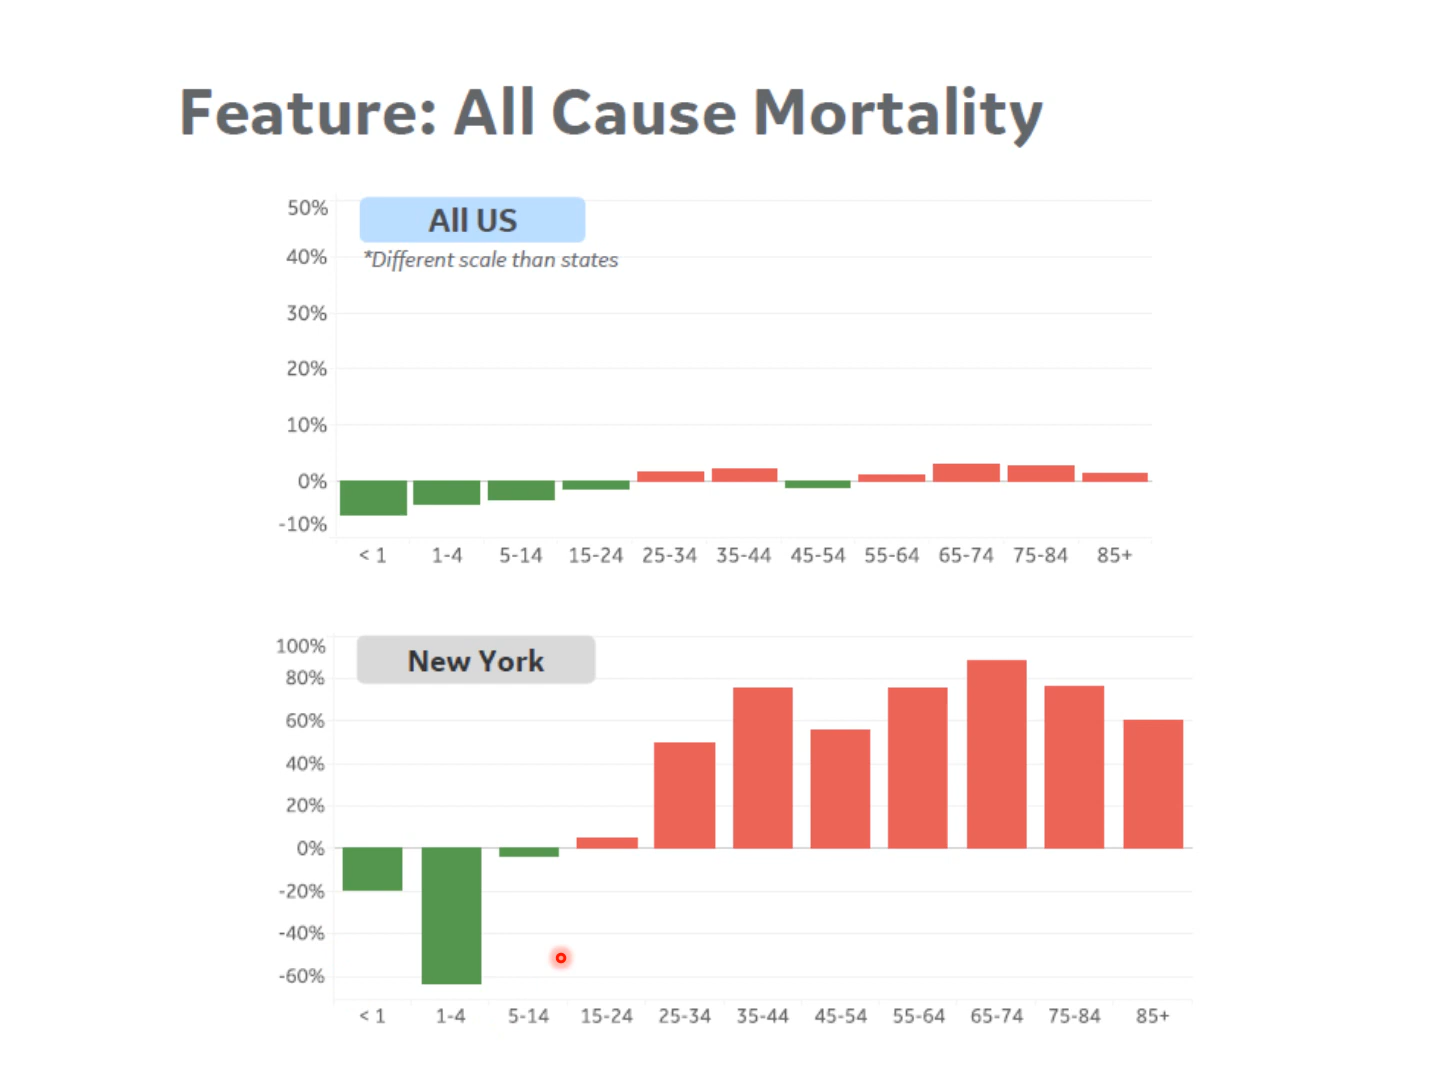 Feature: All Cause Mortality
50%
All US
*Different scale than states
40%
30%
20%
10%
0%
-10%
< 1 1-4 5-14 15-24 25-34 35-44 45-54 55-64 65-74 75-84 85+
100%
New York
80%
60%
40%
20%
0%
-20%
-40%
-60%
< 1 1-4 5-14 15-24 25-34 35-44 45-54 55-64 65-74 75-84 85+